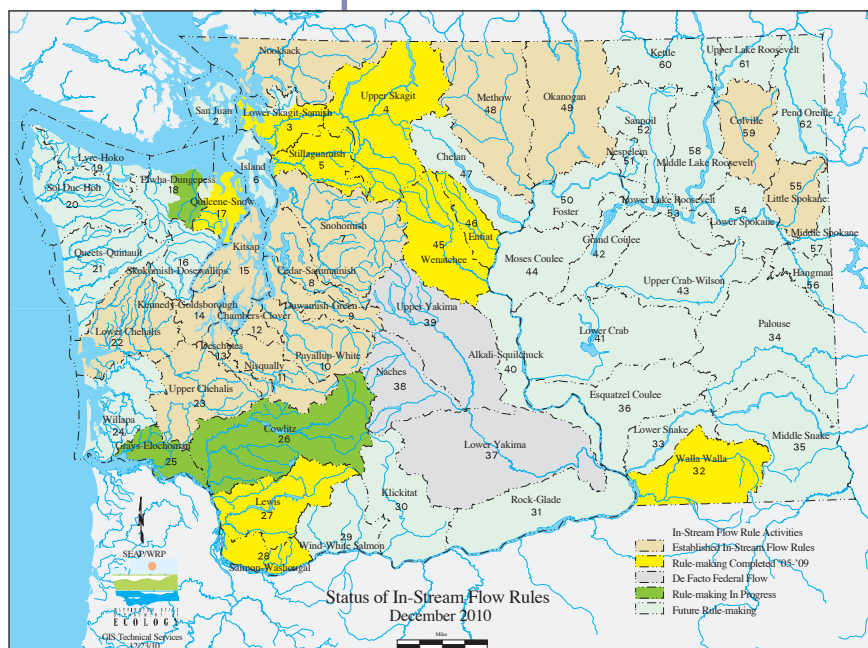 Nooksack
1
San Juan
2
Lower Skagit-Samish
3
Upper Skagit
4
Stillaguamish
5
Island
6
Snohomish
7
Cedar-Sammamish
8
Duwamish-Green
9
Puyallup-White
10
Nisqually
11
Chambers-Clover
12
Deschutes
13
Kennedy-Goldsborough
14
Kitsap
15
16
Skokomish-Dosewallips
Quilcene-Snow
17
Elwha-Dungeness
18
Lyre-Hoko
19
Sol Duc-Hoh
20
Queets-Quinault
21
Lower Chehalis
22
Upper Chehalis
23
Willapa
24
Grays-Elochoman
25
Cowlitz
26
Lewis
27
28
Salmon-Washougal
29
Wind-White Salmon
Klickitat
30
Rock-Glade
31
Walla Walla
32
Lower Snake
33
Palouse
34
Middle Snake
35
Esquatzel Coulee
36
Lower Yakima
37
Naches
38
Upper Yakima
39
Alkali-Squilchuck
40
Lower Crab
41
Grand Coulee
42
Upper Crab-Wilson
43
Moses Coulee
44
45
Wenatchee
46
Entiat
Chelan
47
Methow
48
Okanogan
49
50
Foster
Nespelem
51
Sanpoil
52
Lower Lake Roosevelt
53
54
Lower Spokane
55
Little Spokane
Hangman
56
Middle Spokane
57
58
Middle Lake Roosevelt
Colville
59
Kettle
60
Upper Lake Roosevelt
61
Pend Oreille
62
SEAP/WRP
WASHINGTON STATE
DEPARTMENT OF
ECOLOGY
GIS Technical Services
12/23/10
Status of In-Stream Flow Rules
December 2010
Miles
In-Stream Flow Rule Activities
Established In-Stream Flow Rules
Rule-making Completed '05-'09
De Facto Federal Flow
Rule-making In Progress
Future Rule-making